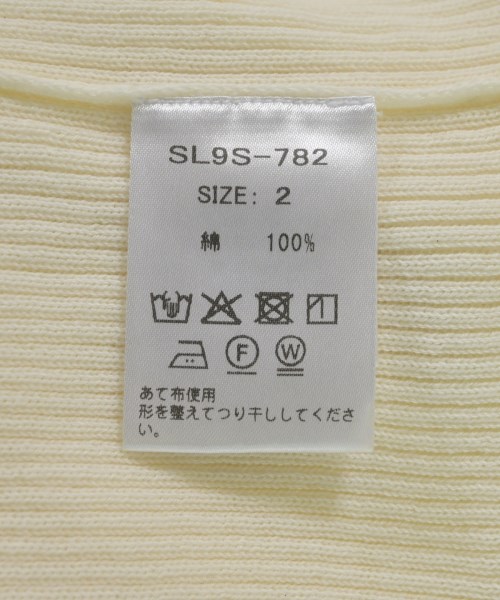 SL9S-782
SIZE: 2
綿 100%
F W
あて布使用
形を整えてつり干ししてくださ
い。